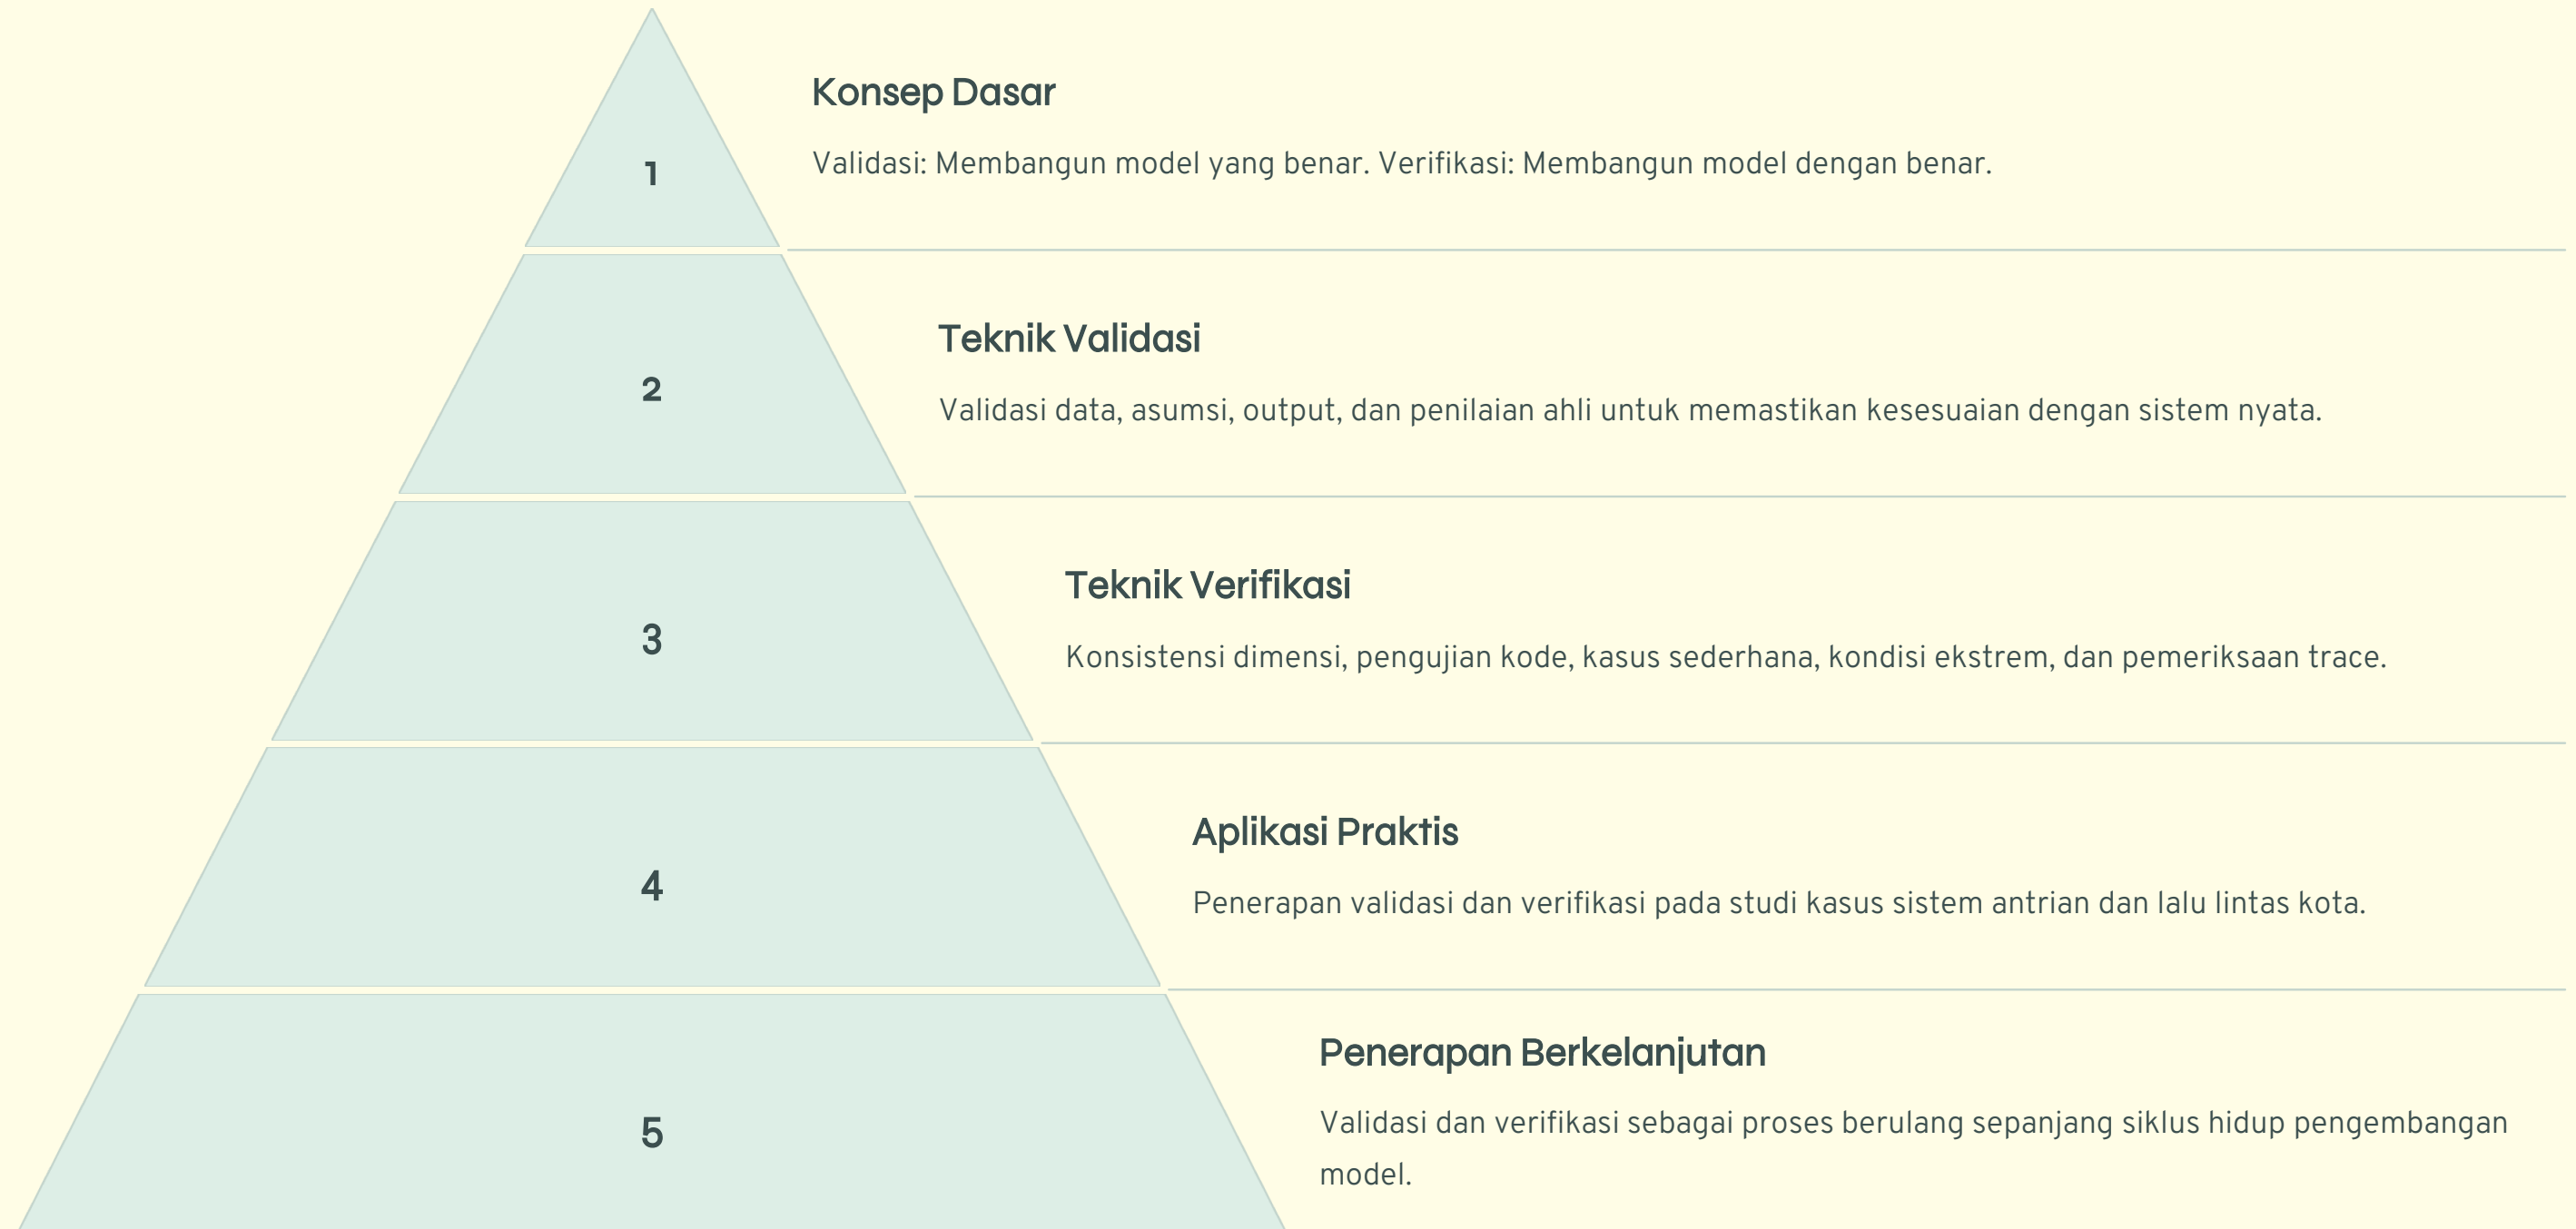 Konsep Dasar
Validasi: Membangun model yang benar. Verifikasi: Membangun model dengan benar.
1
Teknik Validasi
Validasi data, asumsi, output, dan penilaian ahli untuk memastikan kesesuaian dengan sistem nyata.
2
Teknik Verifikasi
Konsistensi dimensi, pengujian kode, kasus sederhana, kondisi ekstrem, dan pemeriksaan trace.
3
Aplikasi Praktis
Penerapan validasi dan verifikasi pada studi kasus sistem antrian dan lalu lintas kota.
4
Penerapan Berkelanjutan
Validasi dan verifikasi sebagai proses berulang sepanjang siklus hidup pengembangan
model.
5